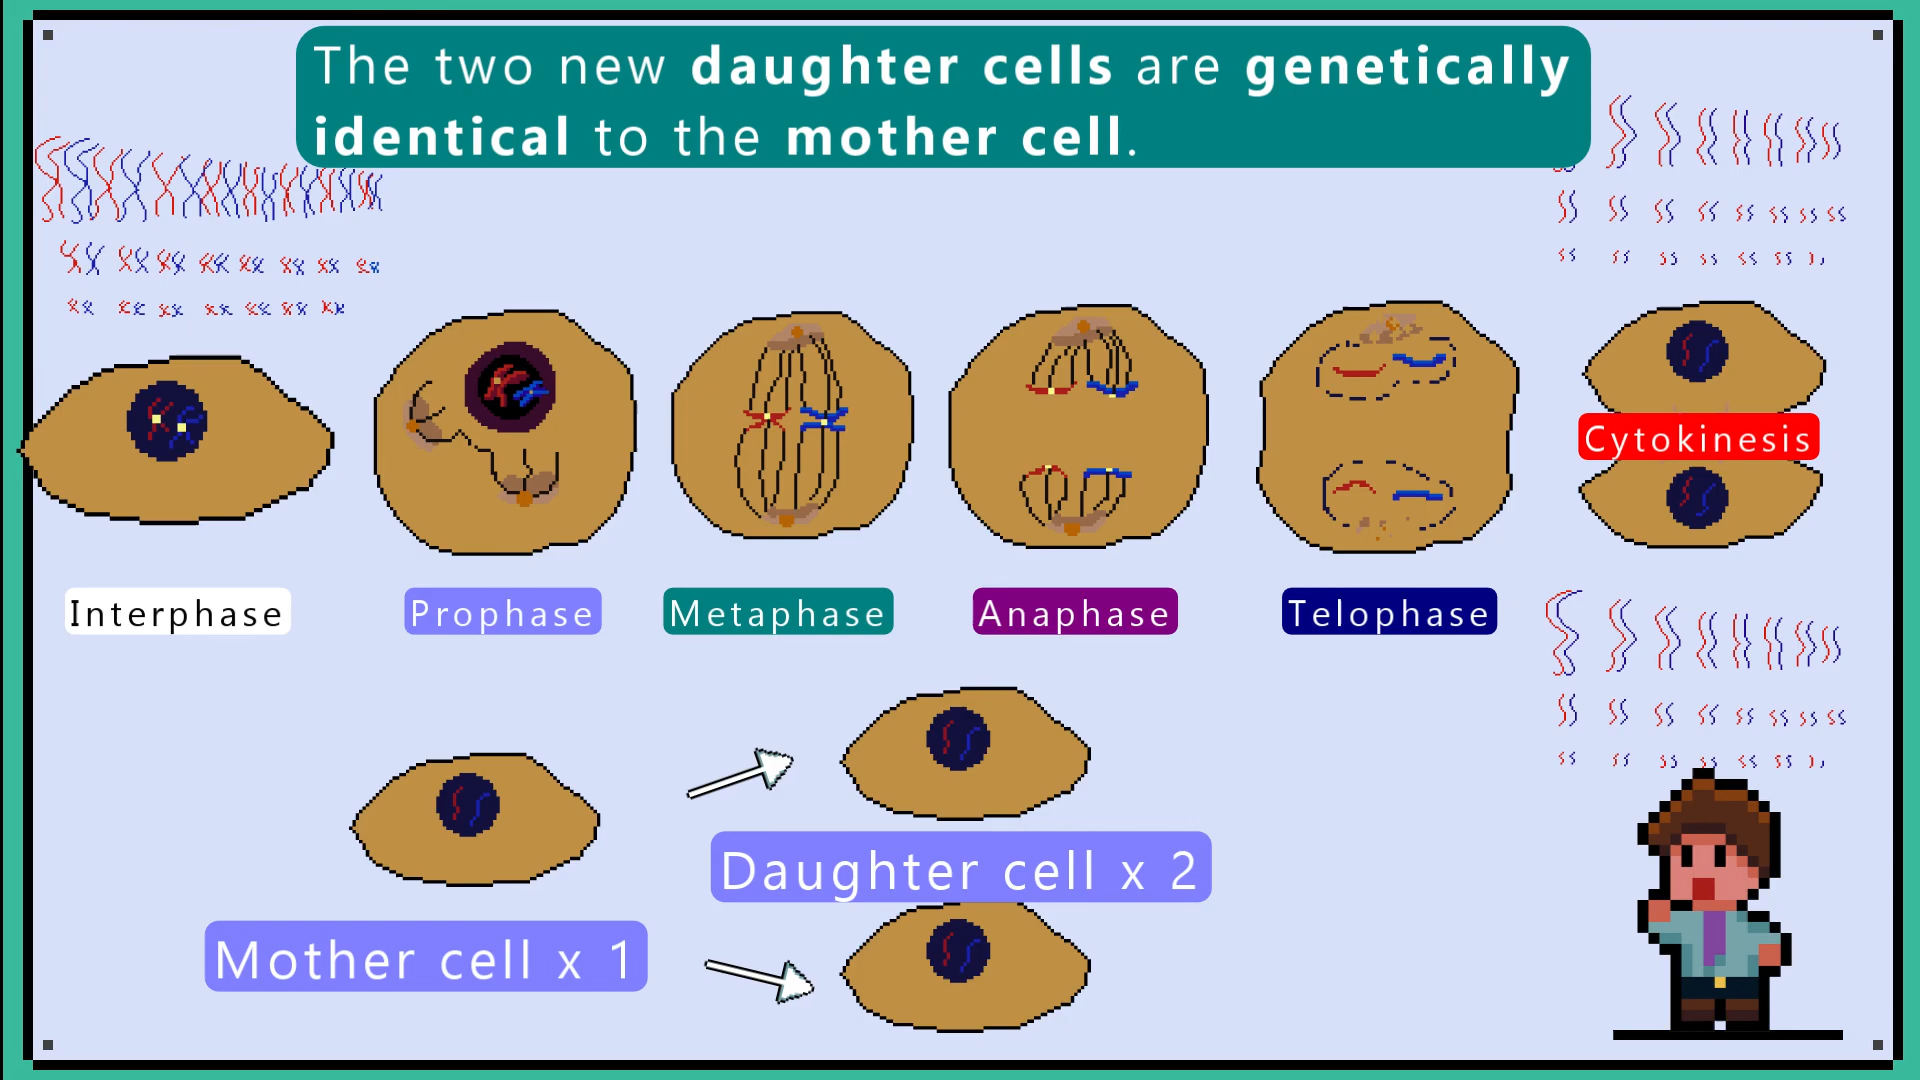 The two new daughter cells are genetically
identical to the mother cell.
Cytokinesis
Interphase
Prophase
Metaphase
Anaphase
Telophase
Daughter cell x 2
Mother cell x 1